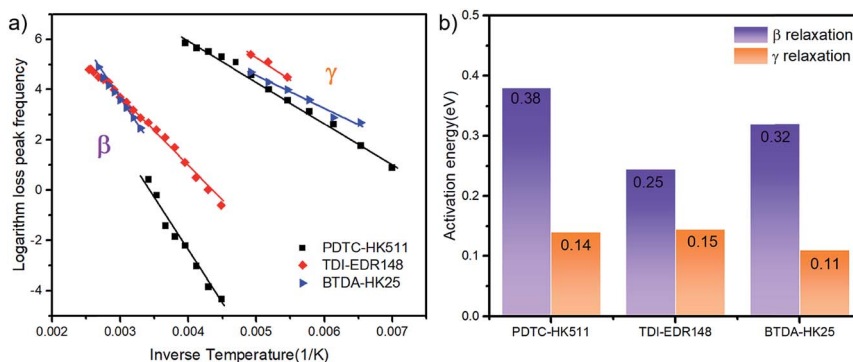 a)
Logarithm loss peak frequency
6
4
2
0
-2
-4
0.002
0.003
0.004
0.005
0.006
0.007
Inverse Temperature(1/K)
β
γ
PDTC-HK511
TDI-EDR148
BTDA-HK25
b)
Activation energy(eV)
0.5
0.4
0.3
0.2
0.1
0.0
β relaxation
γ relaxation
0.38
0.14
0.25
0.15
0.32
0.11
PDTC-HK511
TDI-EDR148
BTDA-HK25